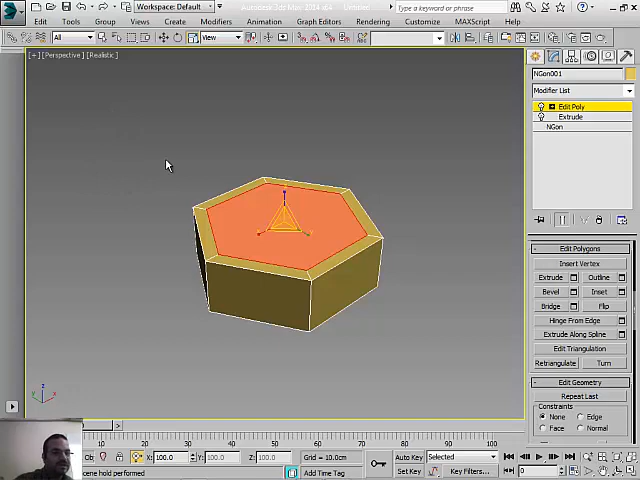 Workspace: Default
Autodesk 3ds Max 2014 x64 Untitled
Type a keyword or phrase
Edit Tools Group Views Create Modifiers Animation Graph Editors Rendering Customize MAXScript Help
All
View
[+] [Perspective] [Realistic]
NGon001
Modifier List
Edit Poly
Extrude
NGon
Edit Polygons
Insert Vertex
Extrude Outline
Bevel Inset
Bridge Flip
Hinge From Edge
Extrude Along Spline
Edit Triangulation
Retriangulate Turn
Edit Geometry
Repeat Last
Constraints
None Edge
Face Normal
z
x
10 20 30 40 50 60 70 80 90 100
X: 100.0 Y: 100.0 Z: 100.0 Grid = 10.0cm
Auto Key Selected
cene hold performed
Add Time Tag
Set Key Key Filters...
0